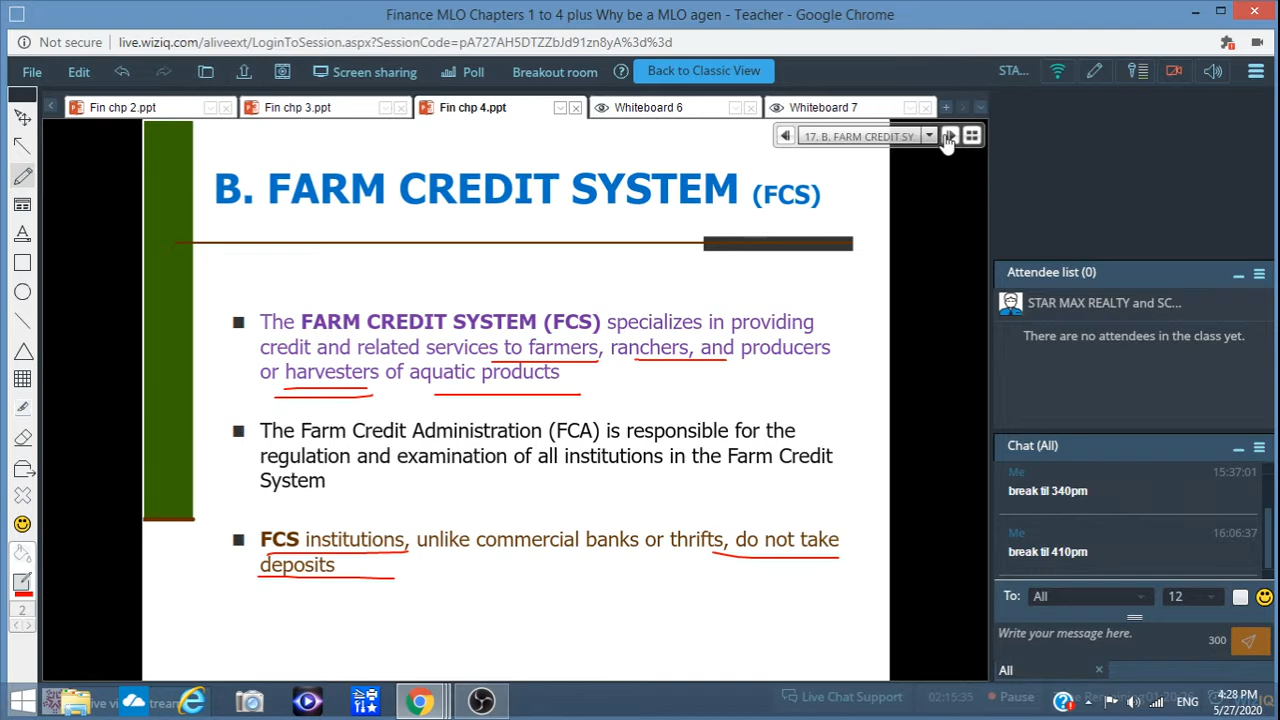 Finance MLO Chapters 1 to 4 plus Why be a MLO agen - Teacher - Google Chrome
Not secure live.wiziq.com/aliveext/LoginToSession.aspx?SessionCode=pA727AH5DTZZbJd91zn8yA%3d%3d
File Edit Screen sharing Poll Breakout room Back to Classic View STA...
Fin chp 2.ppt Fin chp 3.ppt Fin chp 4.ppt Whiteboard 6 Whiteboard 7
17. B. FARM CREDIT SY
B. FARM CREDIT SYSTEM (FCS)
The FARM CREDIT SYSTEM (FCS) specializes in providing
credit and related services to farmers, ranchers, and producers
or harvesters of aquatic products
The Farm Credit Administration (FCA) is responsible for the
regulation and examination of all institutions in the Farm Credit
System
FCS institutions, unlike commercial banks or thrifts, do not take
deposits
2
Attendee list (0)
STAR MAX REALTY and SC...
There are no attendees in the class yet.
Chat (All)
Me 15:37:01
break til 340pm
Me 16:06:37
break til 410pm
To: All 12
Write your message here. 300
All
Live Chat Support 02:15:35 Pause
ENG
4:28 PM
5/27/2020